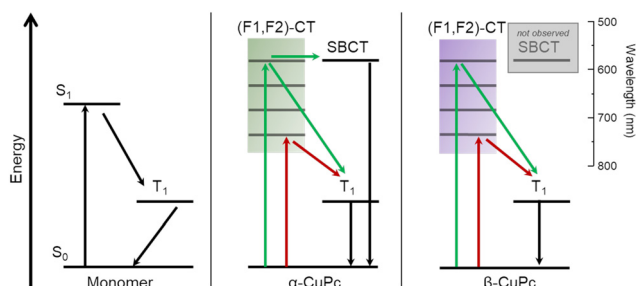 Energy
S1
T1
S0
Monomer
(F1,F2)-CT
SBCT
T1
α-CuPc
(F1,F2)-CT
not observed
SBCT
T1
β-CuPc
500
600
700
800
Wavelength (nm)